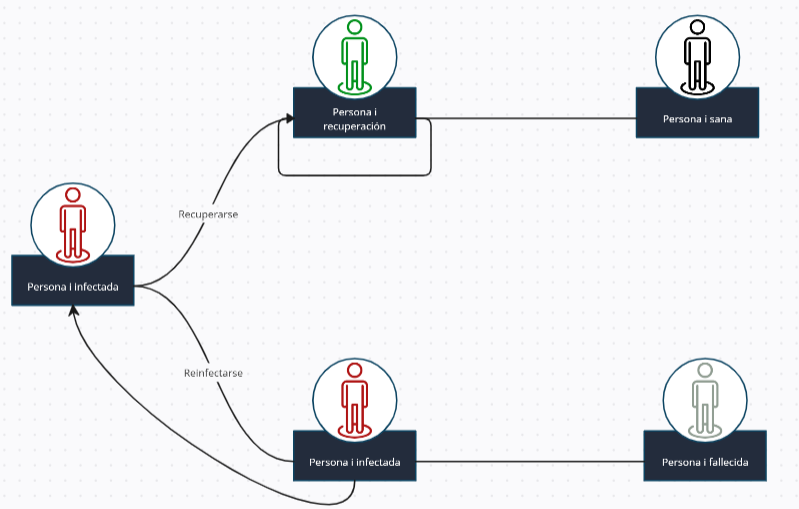 Persona i
recuperación
Persona i sana
Recuperarse
Persona i infectada
Reinfectarse
Persona i infectada
Persona i fallecida